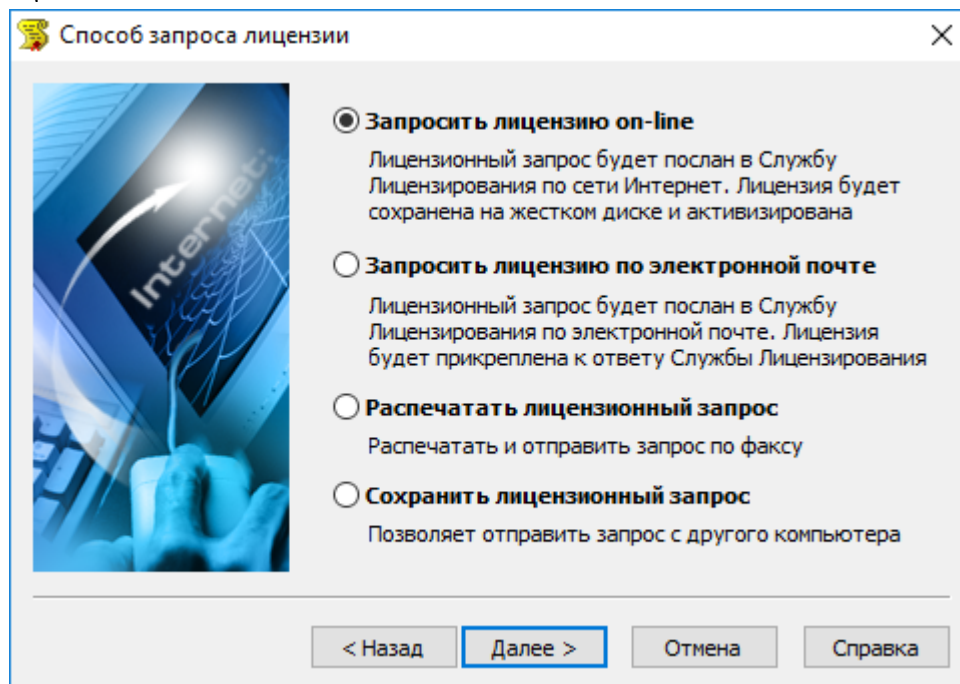 Способ запроса лицензии
Запросить лицензию on-line
Лицензионный запрос будет послан в Службу
Лицензирования по сети Интернет. Лицензия будет
сохранена на жестком диске и активизирована
Internet:
Запросить лицензию по электронной почте
Лицензионный запрос будет послан в Службу
Лицензирования по электронной почте. Лицензия
будет прикреплена к ответу Службы Лицензирования
Распечатать лицензионный запрос
Распечатать и отправить запрос по факсу
Сохранить лицензионный запрос
Позволяет отправить запрос с другого компьютера
< Назад
Далее >
Отмена
Справка